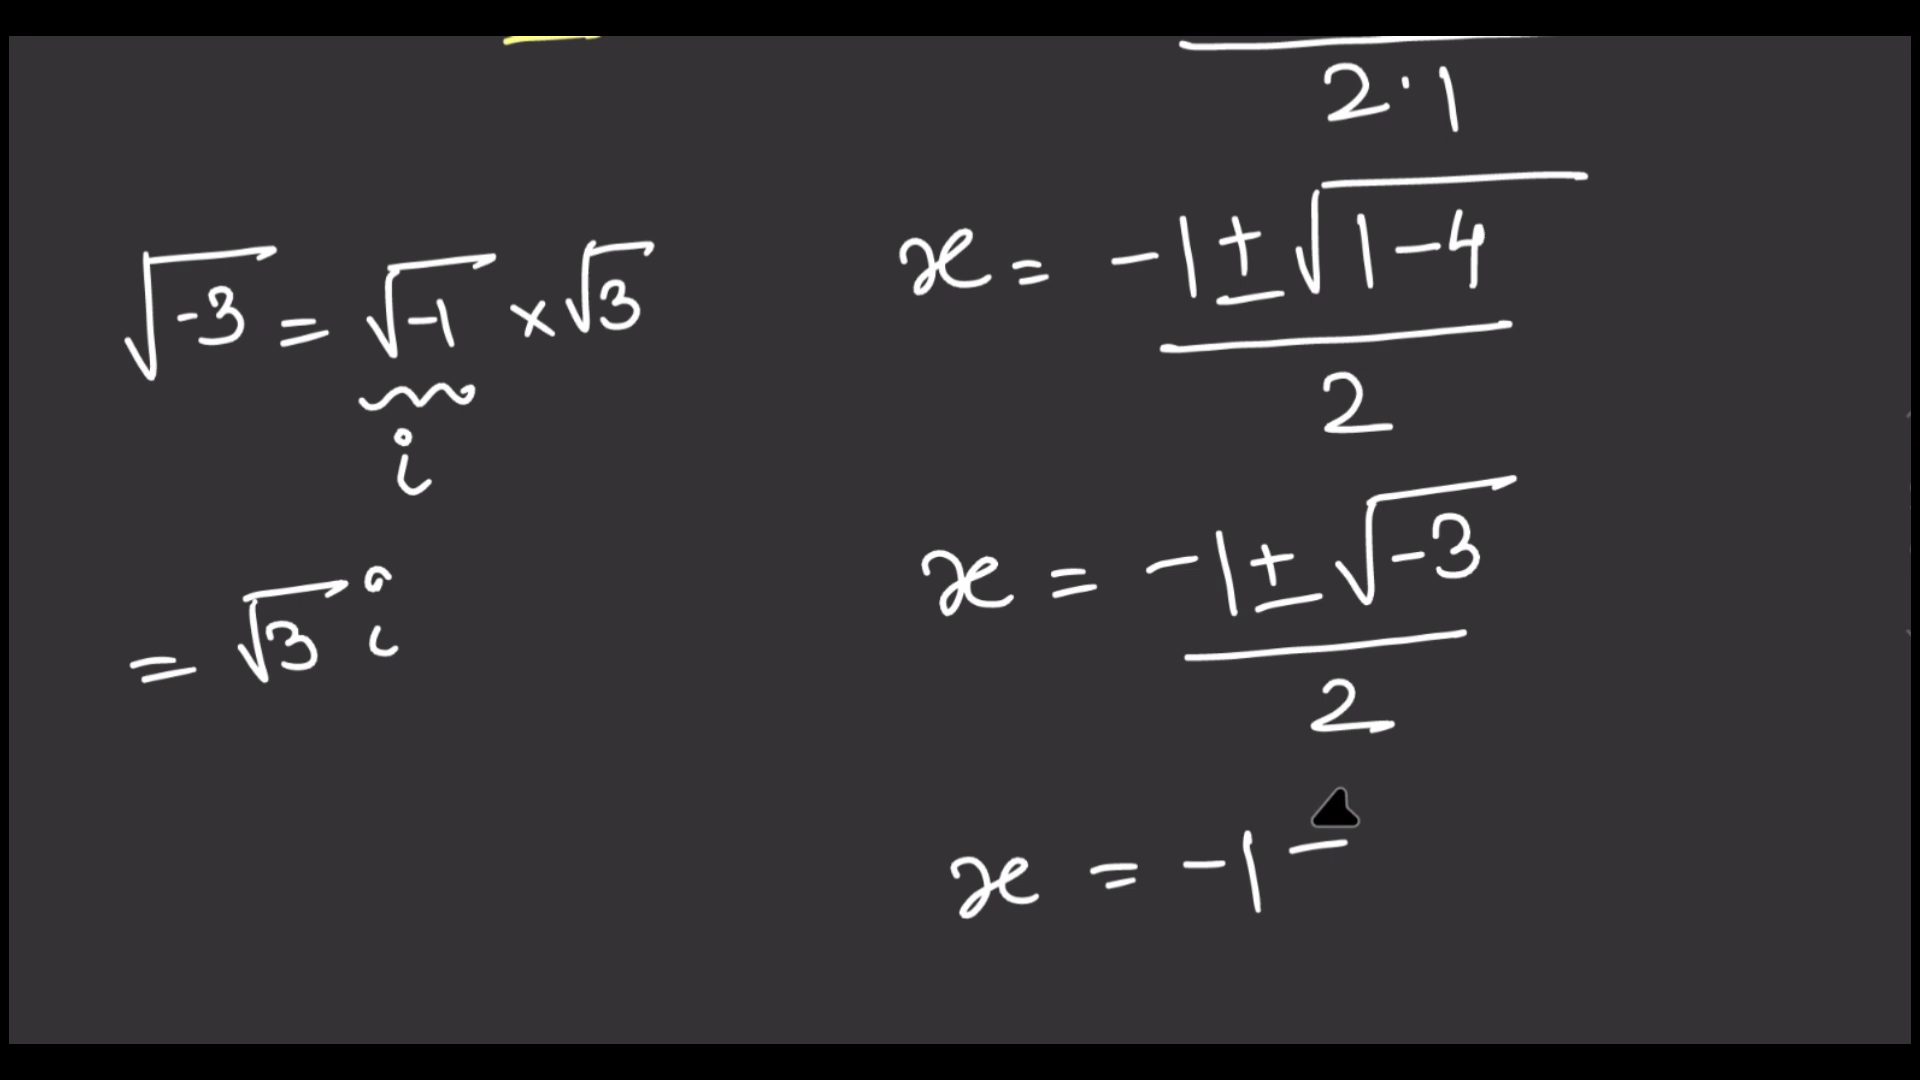 2·1
x = -1 ± √1-4
2
√-3 = √-1 × √3
i
x = -1 ± √-3
2
= √3 i
x = -1 -